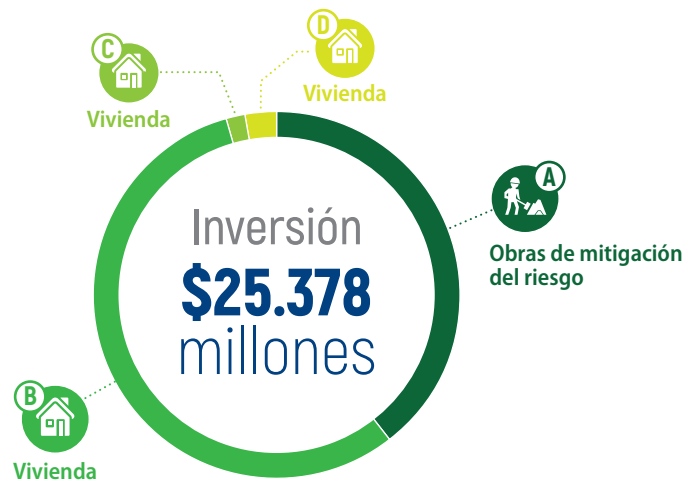 D
C
Vivienda
Vivienda
A
Inversión
$25.378
millones
Obras de mitigación
del riesgo
B
Vivienda